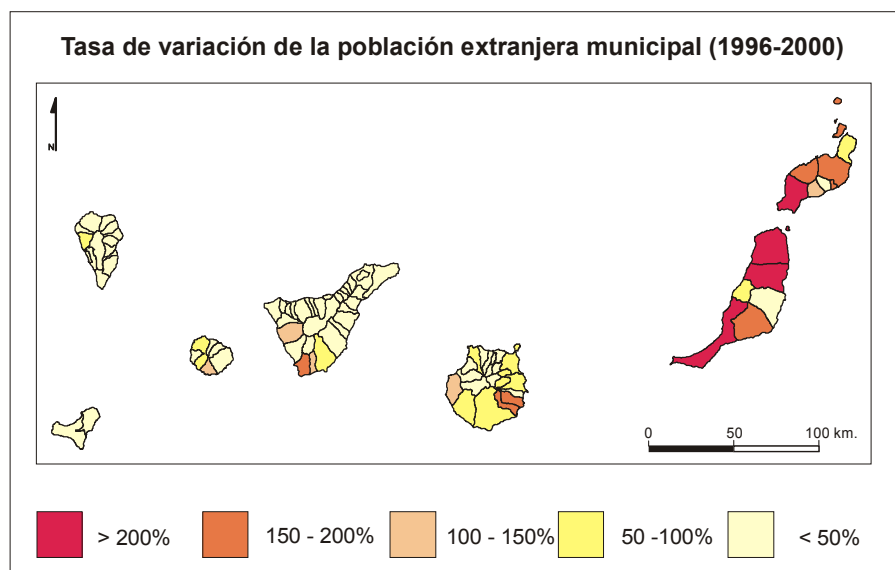 Tasa de variación de la población extranjera municipal (1996-2000)
N
0 50 100 km.
> 200% 150 - 200% 100 - 150% 50 -100% < 50%